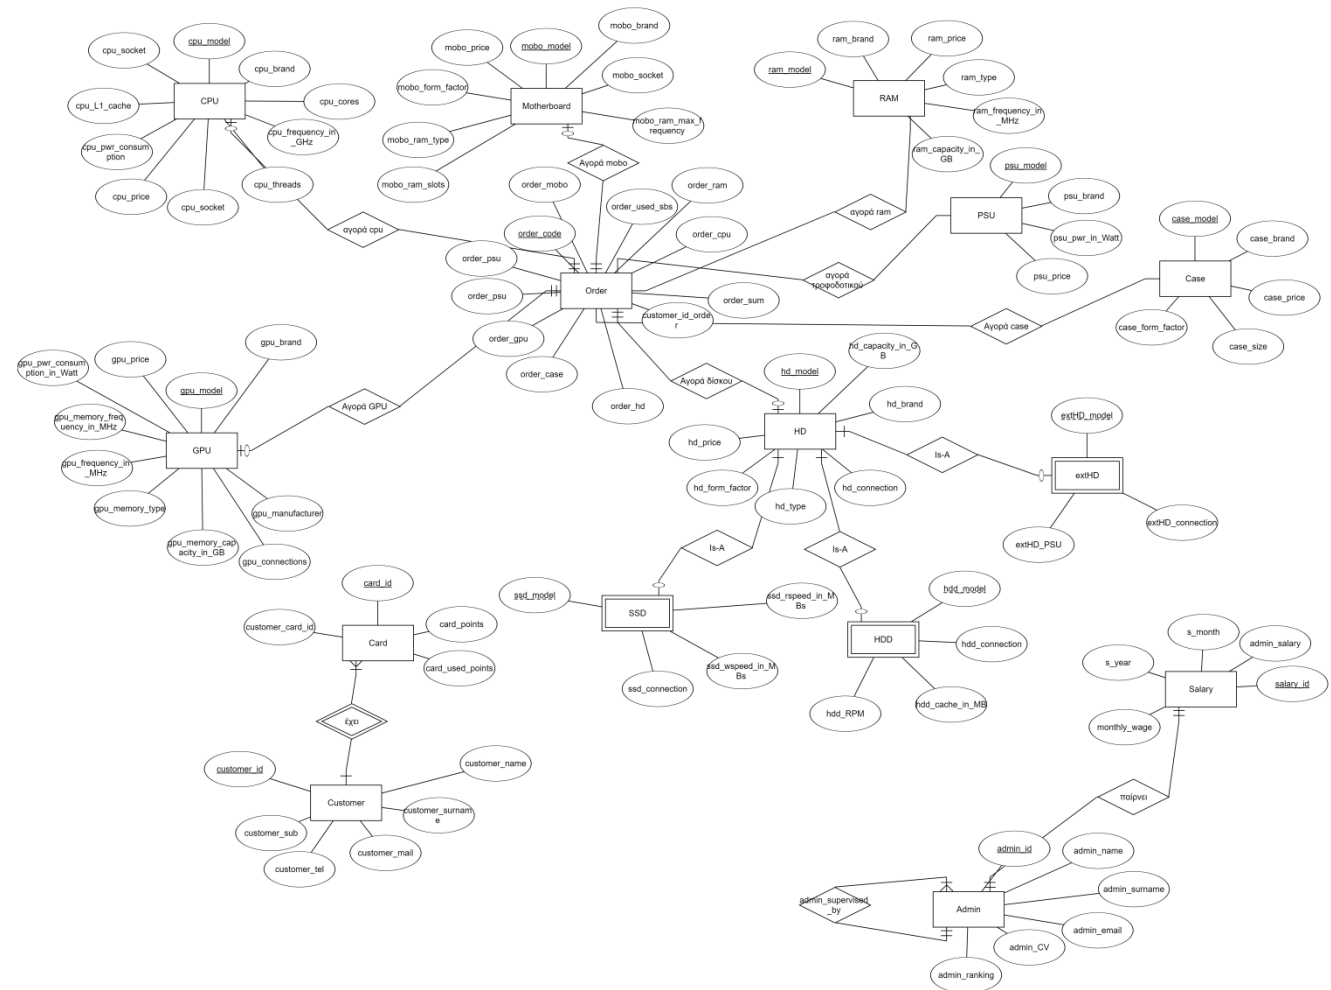 mobo_brand
cpu_model
mobo_price
mobo_model
ram_brand
ram_price
cpu_socket
cpu_brand
mobo_socket
ram_model
ram_type
mobo_form_factor
RAM
cpu_L1_cache
CPU
cpu_cores
Motherboard
ram_frequency_in
_MHz
cpu_frequency_in
_GHz
mobo_ram_max_f
requency
mobo_ram_type
cpu_pwr_consum
ption
ram_capacity_in_
GB
Αγορά mobo
psu_model
cpu_threads
mobo_ram_slots
order_mobo
order_ram
cpu_price
cpu_socket
order_used_sbs
psu_brand
αγορά ram
PSU
case_model
αγορά cpu
order_code
order_cpu
psu_pwr_in_Watt
case_brand
order_psu
αγορά
τροφοδοτικού
psu_price
Case
order_psu
Order
order_sum
case_price
customer_id_orde
r
Αγορά case
case_form_factor
order_gpu
gpu_brand
case_size
gpu_price
hd_capacity_in_G
B
gpu_pwr_consum
ption_in_Watt
order_case
hd_model
Αγορά δίσκου
gpu_model
order_hd
hd_brand
Αγορά GPU
extHD_model
gpu_memory_freq
uency_in_MHz
HD
hd_price
GPU
Is-A
gpu_frequency_in
_MHz
extHD
hd_form_factor
hd_connection
gpu_memory_type
hd_type
gpu_manufacturer
extHD_connection
extHD_PSU
gpu_memory_cap
acity_in_GB
Is-A
Is-A
gpu_connections
card_id
ssd_model
hdd_model
ssd_rspeed_in_M
Bs
SSD
customer_card_id
card_points
s_month
Card
HDD
hdd_connection
admin_salary
card_used_points
s_year
ssd_wspeed_in_M
Bs
salary_id
ssd_connection
Salary
hdd_cache_in_MB
hdd_RPM
έχει
monthly_wage
customer_id
customer_name
παίρνει
Customer
customer_surnam
e
customer_sub
admin_id
admin_name
customer_mail
customer_tel
admin_surname
admin_supervised
_by
Admin
admin_email
admin_CV
admin_ranking